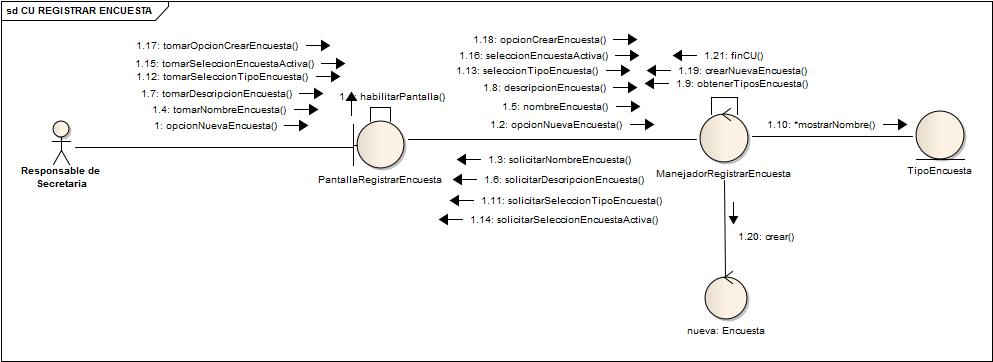 sd CU REGISTRAR ENCUESTA
1.17: tomarOpcionCrearEncuesta()
1.15: tomarSeleccionEncuestaActiva()
1.12: tomarSeleccionTipoEncuesta()
1.7: tomarDescripcionEncuesta()
1.4: tomarNombreEncuesta()
1: opcionNuevaEncuesta()
habilitarPantalla()
1.18: opcionCrearEncuesta()
1.16: seleccionEncuestaActiva()
1.13: seleccionTipoEncuesta()
1.8: descripcionEncuesta()
1.5: nombreEncuesta()
1.2: opcionNuevaEncuesta()
1.21: finCU()
1.19: crearNuevaEncuesta()
1.9: obtenerTiposEncuesta()
1.10: *mostrarNombre()
Responsable de
Secretaria
PantallaRegistrarEncuesta
1.3: solicitarNombreEncuesta()
1.6: solicitarDescripcionEncuesta()
1.11: solicitarSeleccionTipoEncuesta()
1.14: solicitarSeleccionEncuestaActiva()
ManejadorRegistrarEncuesta
TipoEncuesta
1.20: crear()
nueva: Encuesta